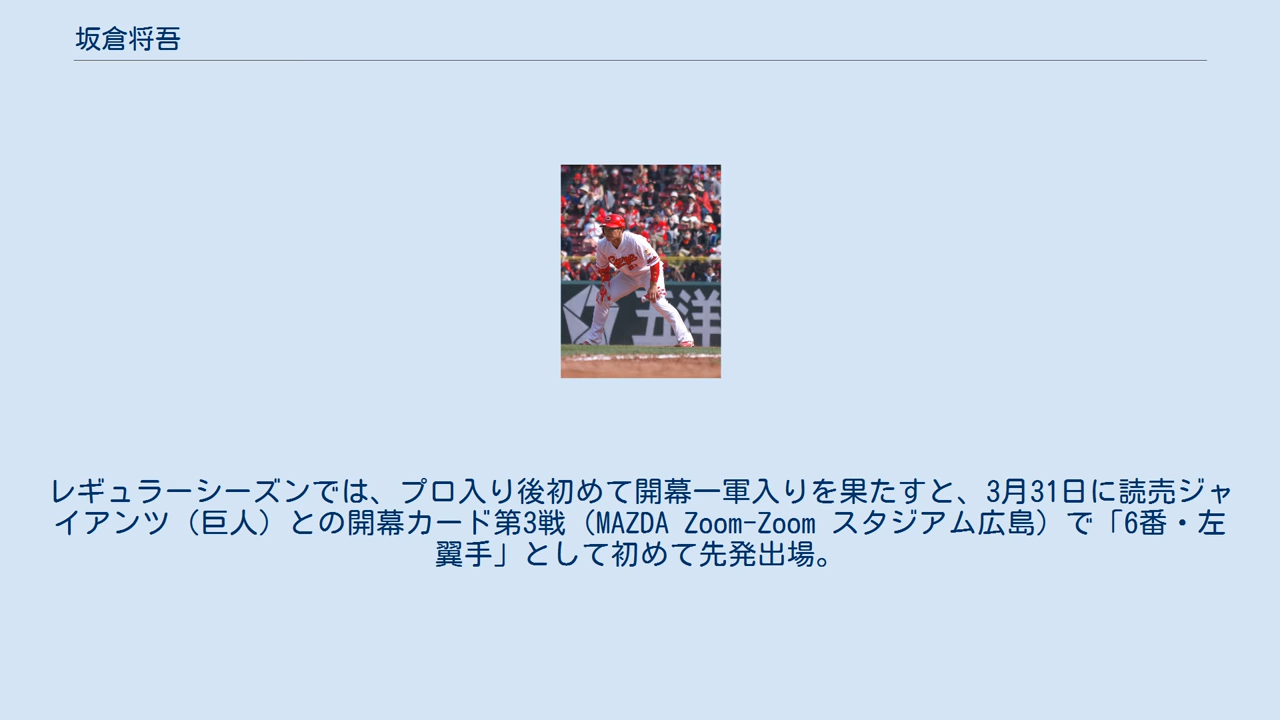 坂倉将吾
五洋
レギュラーシーズンでは、プロ入り後初めて開幕一軍入りを果たすと、3月31日に読売ジャ
イアンツ（巨人）との開幕カード第3戦（MAZDA Zoom-Zoom スタジアム広島）で「6番・左
翼手」として初めて先発出場。